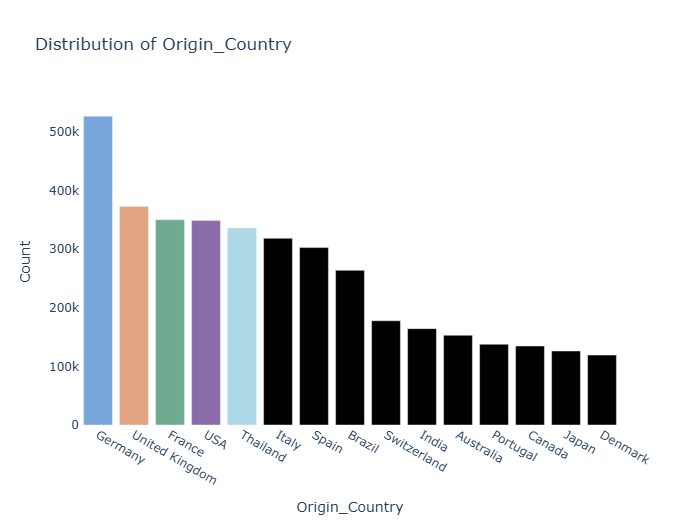 Distribution of Origin_Country
Count
500k
400k
300k
200k
100k
0
Germany
United Kingdom
France
USA
Thailand
Italy
Spain
Brazil
Switzerland
India
Australia
Portugal
Canada
Japan
Denmark
Origin_Country